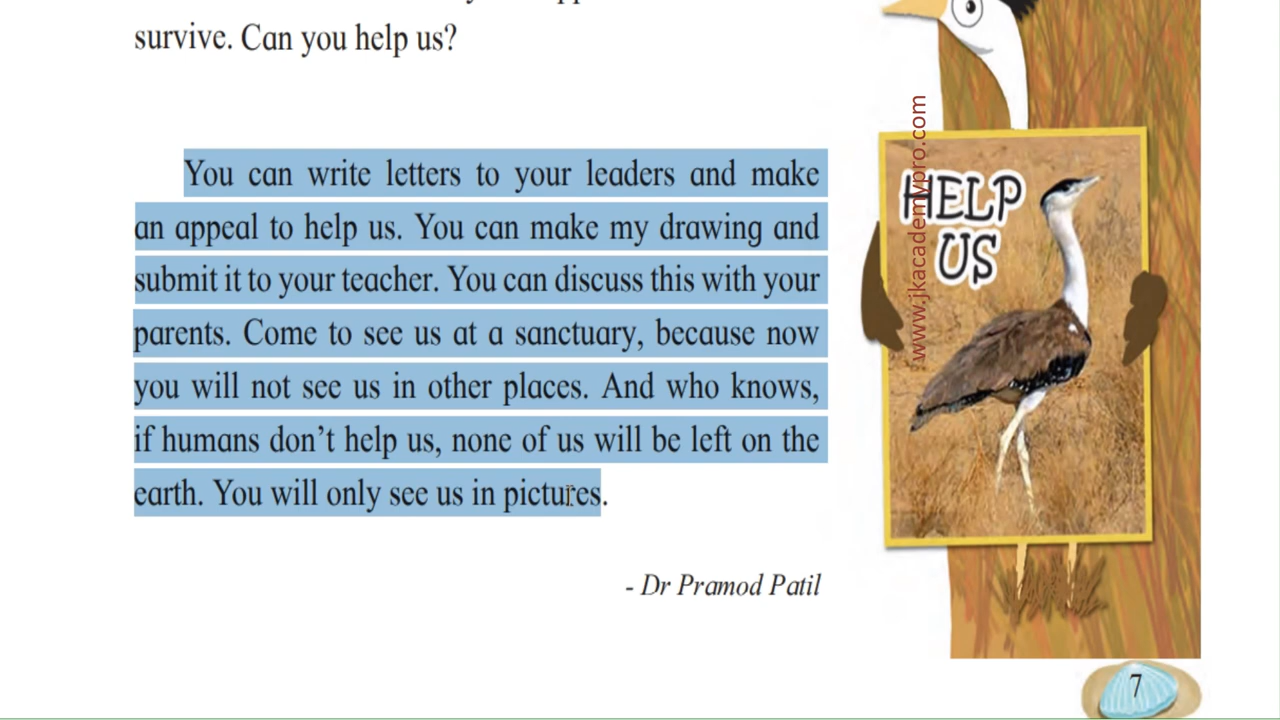 survive. Can you help us?
You can write letters to your leaders and make
an appeal to help us. You can make my drawing and
submit it to your teacher. You can discuss this with your
parents. Come to see us at a sanctuary, because now
you will not see us in other places. And who knows,
if humans don’t help us, none of us will be left on the
earth. You will only see us in pictures.
- Dr Pramod Patil
HELP
US
www.jkacademypro.com
7